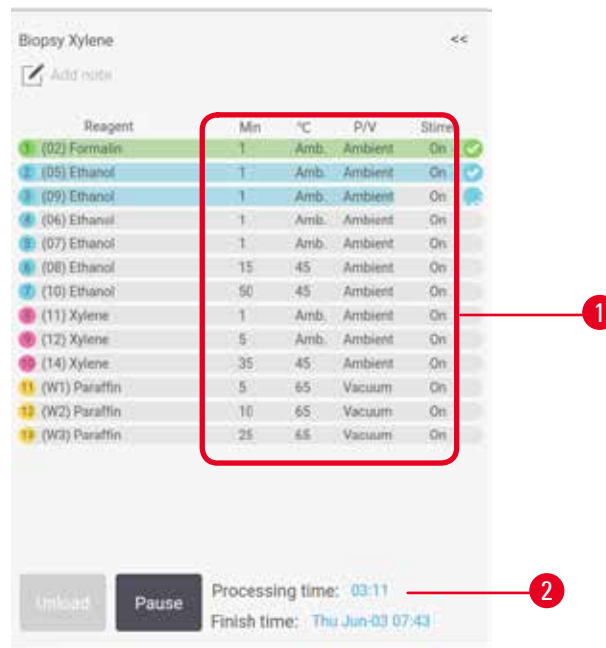 Biopsy Xylene <<
Add note
Reagent Min °C P/V Stirre
1 (02) Formalin 1 Amb. Ambient On
2 (05) Ethanol 1 Amb. Ambient On
3 (09) Ethanol 1 Amb. Ambient On
4 (06) Ethanol 1 Amb. Ambient On
5 (07) Ethanol 1 Amb. Ambient On
6 (08) Ethanol 15 45 Ambient On
7 (10) Ethanol 50 45 Ambient On
8 (11) Xylene 1 Amb. Ambient On
9 (12) Xylene 5 Amb. Ambient On
10 (14) Xylene 35 45 Ambient On
11 (W1) Paraffin 5 65 Vacuum On
12 (W2) Paraffin 10 65 Vacuum On
13 (W3) Paraffin 25 65 Vacuum On
1
Unload Pause Processing time: 03:11 2
Finish time: Thu Jun-03 07:43